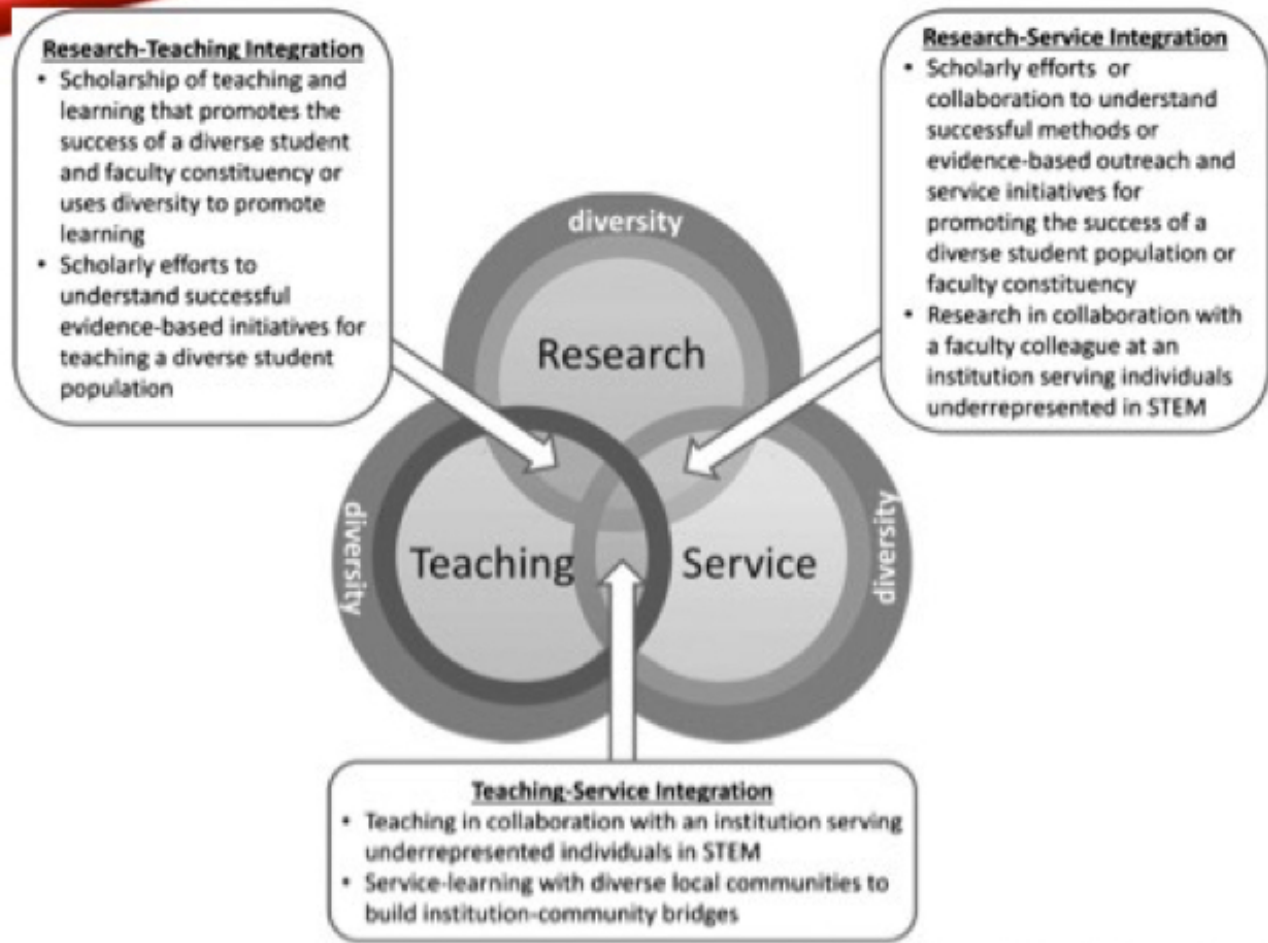 Research-Teaching Integration
• Scholarship of teaching and
learning that promotes the
success of a diverse student
and faculty constituency or
uses diversity to promote
learning
• Scholarly efforts to
understand successful
evidence-based initiatives for
teaching a diverse student
population
Research-Service Integration
• Scholarly efforts or
collaboration to understand
successful methods or
evidence-based outreach and
service initiatives for
promoting the success of a
diverse student population or
faculty constituency
• Research in collaboration with
a faculty colleague at an
institution serving individuals
underrepresented in STEM
diversity
Research
diversity
Teaching
Service
diversity
Teaching-Service Integration
• Teaching in collaboration with an institution serving
underrepresented individuals in STEM
• Service-learning with diverse local communities to
build institution-community bridges